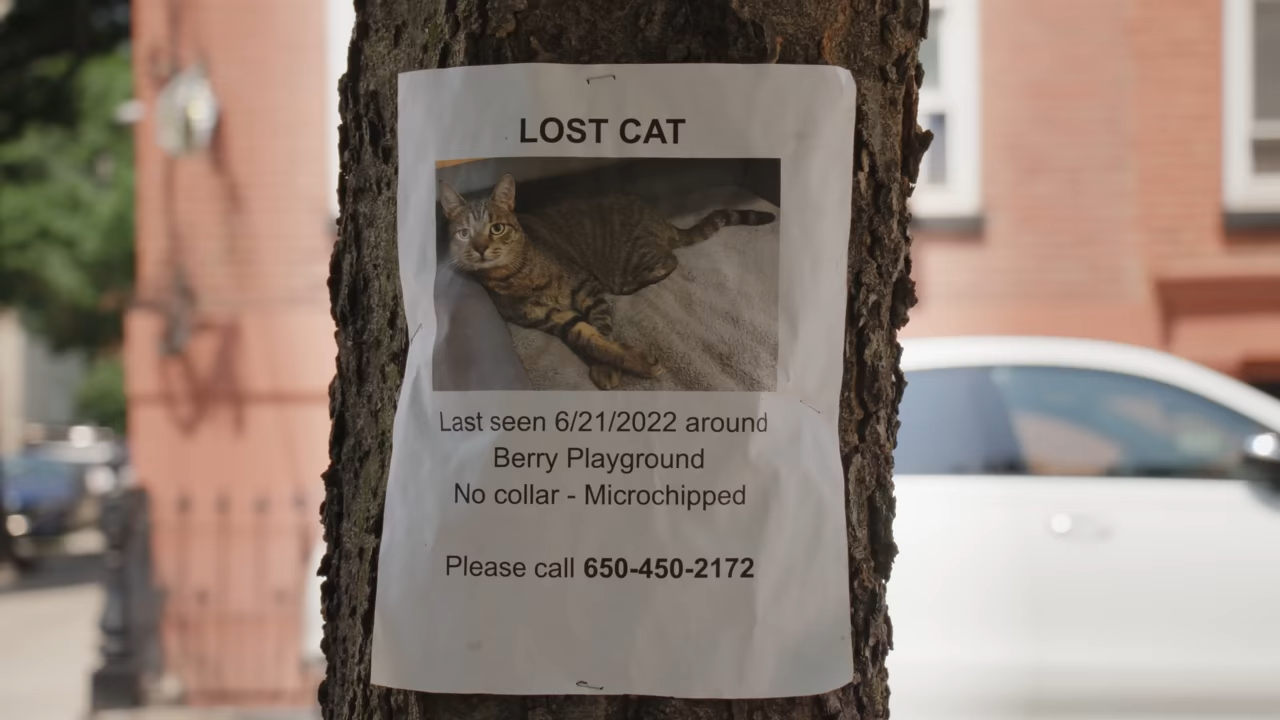 LOST CAT
Last seen 6/21/2022 around
Berry Playground
No collar - Microchipped
Please call 650-450-2172